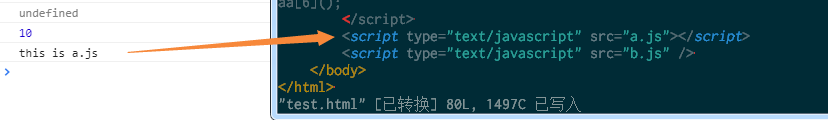 undefined
10
this is a.js
>
aa[6]();
</script>
<script type="text/javascript" src="a.js"></script>
<script type="text/javascript" src="b.js" />
</body>
</html>
"test.html" [已转换] 80L, 1497C 已写入